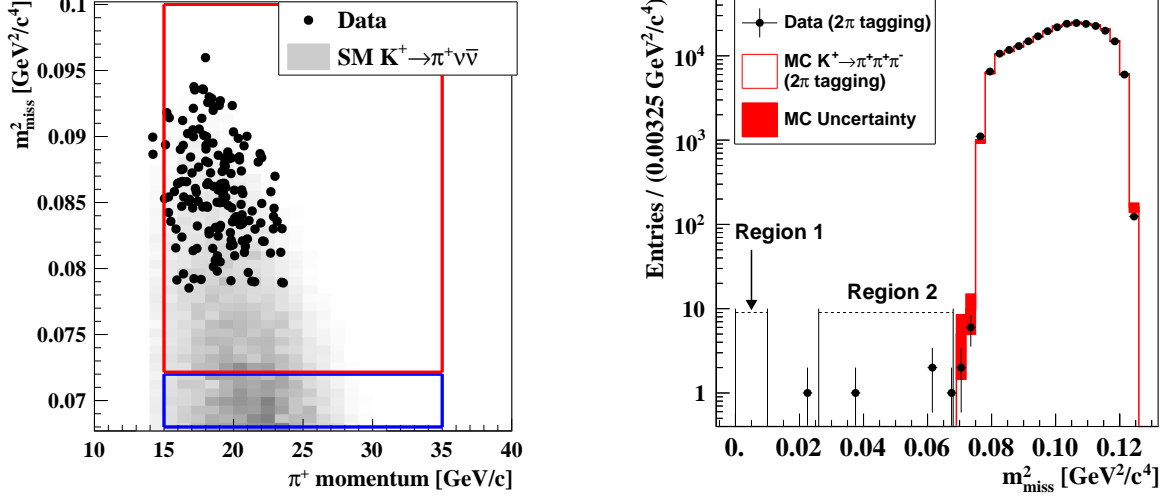 m²miss [GeV²/c⁴]
0.1
0.095
0.09
0.085
0.08
0.075
0.07
Data
SM K⁺→π⁺νν̄
10 15 20 25 30 35 40
π⁺ momentum [GeV/c]
Entries / (0.00325 GeV²/c⁴)
10⁴
10³
10²
10
1
Data (2π tagging)
MC K⁺→π⁺π⁺π⁻
(2π tagging)
MC Uncertainty
Region 1
Region 2
0. 0.02 0.04 0.06 0.08 0.10 0.12
m²miss [GeV²/c⁴]